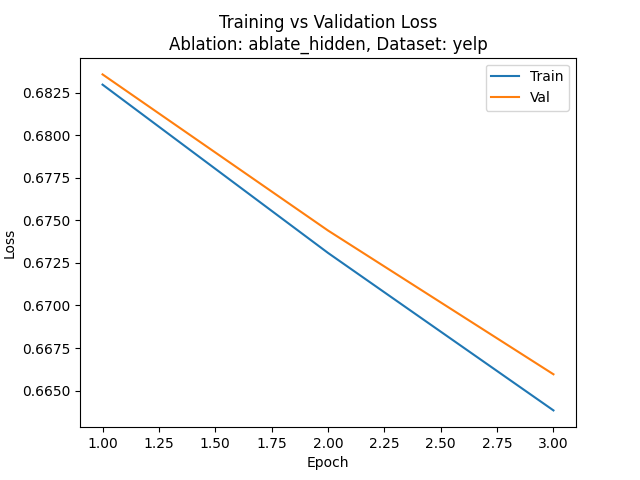 Training vs Validation Loss
Ablation: ablate_hidden, Dataset: yelp
Train
Val
0.6825
0.6800
0.6775
0.6750
0.6725
0.6700
0.6675
0.6650
Loss
1.00 1.25 1.50 1.75 2.00 2.25 2.50 2.75 3.00
Epoch